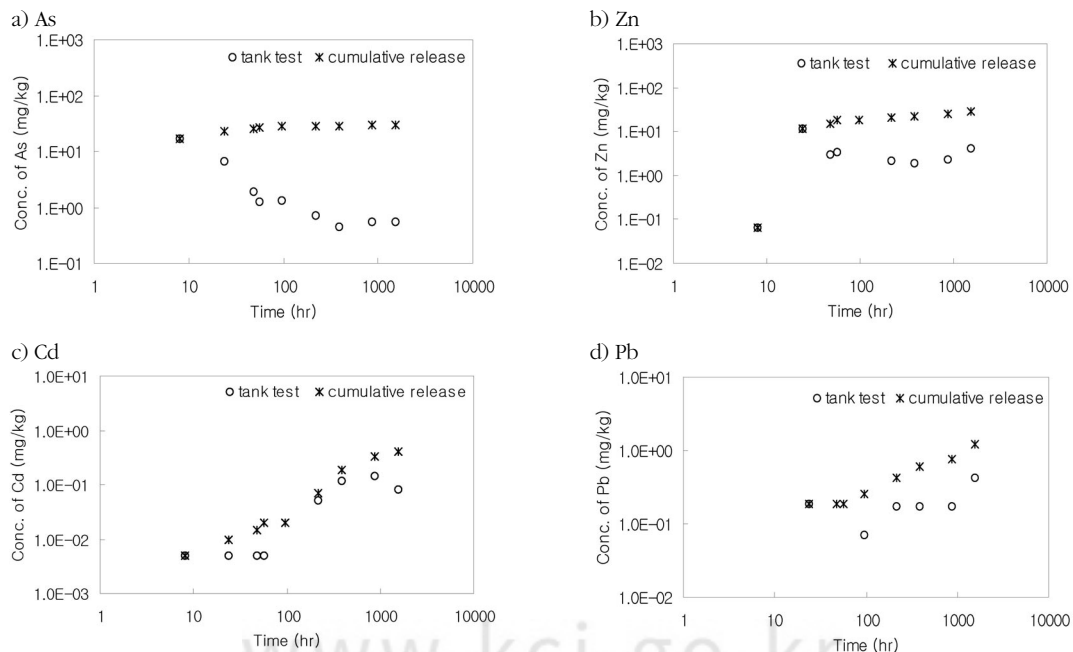 a) As
1.E+03
1.E+02
1.E+01
1.E+00
1.E-01
Conc. of As (mg/kg)
tank test
cumulative release
1 10 100 1000 10000
Time (hr)
b) Zn
1.E+03
1.E+02
1.E+01
1.E+00
1.E-01
1.E-02
Conc. of Zn (mg/kg)
tank test
cumulative release
1 10 100 1000 10000
Time (hr)
c) Cd
1.0E+01
1.0E+00
1.0E-01
1.0E-02
1.0E-03
Conc. of Cd (mg/kg)
tank test
cumulative release
1 10 100 1000 10000
Time (hr)
d) Pb
1.0E+01
1.0E+00
1.0E-01
1.0E-02
Conc. of Pb (mg/kg)
tank test
cumulative release
1 10 100 1000 10000
Time (hr)
www.kci.go.kr